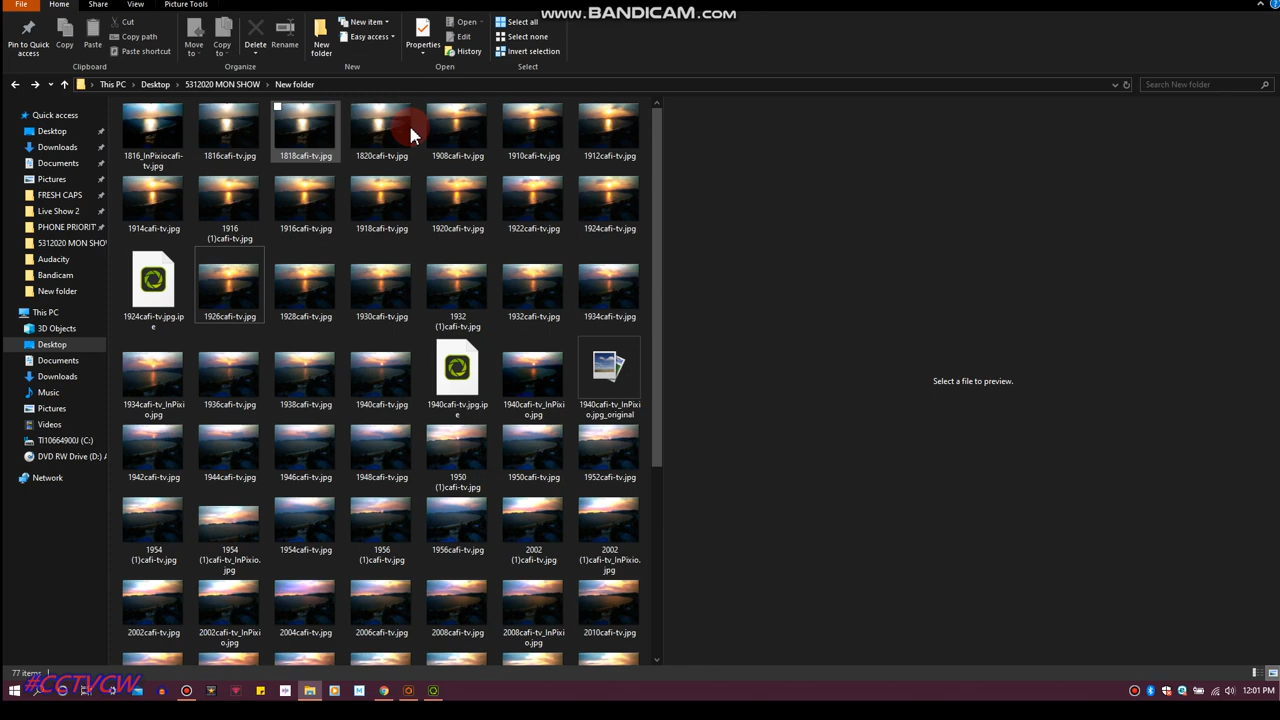 www.BANDICAM.com
File Home Share View Picture Tools
Pin to Quick access
Copy
Paste
Cut
Copy path
Paste shortcut
Clipboard
Move to
Copy to
Delete
Rename
Organize
New folder
New item
Easy access
New
Properties
Open
Edit
History
Open
Select all
Select none
Invert selection
Select
This PC > Desktop > 5312020 MON SHOW > New folder
Search New folder
Quick access
Desktop
Downloads
Documents
Pictures
FRESH CAPS
Live Show 2
PHONE PRIORIT
5312020 MON SHOW
Audacity
Bandicam
New folder
This PC
3D Objects
Desktop
Documents
Downloads
Music
Pictures
Videos
TI10664900J (C:)
DVD RW Drive (D:) A
Network
1816_InPixiocafi-tv.jpg 1816cafi-tv.jpg 1818cafi-tv.jpg 1820cafi-tv.jpg 1908cafi-tv.jpg 1910cafi-tv.jpg 1912cafi-tv.jpg
1914cafi-tv.jpg 1916 (1)cafi-tv.jpg 1916cafi-tv.jpg 1918cafi-tv.jpg 1920cafi-tv.jpg 1922cafi-tv.jpg 1924cafi-tv.jpg
1924cafi-tv.jpg.ipe 1926cafi-tv.jpg 1928cafi-tv.jpg 1930cafi-tv.jpg 1932 (1)cafi-tv.jpg 1932cafi-tv.jpg 1934cafi-tv.jpg
1934cafi-tv_InPixio.jpg 1936cafi-tv.jpg 1938cafi-tv.jpg 1940cafi-tv.jpg 1940cafi-tv.jpg.ipe 1940cafi-tv_InPixio.jpg 1940cafi-tv_InPixio.jpg_original
1942cafi-tv.jpg 1944cafi-tv.jpg 1946cafi-tv.jpg 1948cafi-tv.jpg 1950 (1)cafi-tv.jpg 1950cafi-tv.jpg 1952cafi-tv.jpg
1954 (1)cafi-tv.jpg 1954 (1)cafi-tv_InPixio.jpg 1954cafi-tv.jpg 1956 (1)cafi-tv.jpg 1956cafi-tv.jpg 2002 (1)cafi-tv.jpg 2002 (1)cafi-tv_InPixio.jpg
2002cafi-tv.jpg 2002cafi-tv_InPixio.jpg 2004cafi-tv.jpg 2006cafi-tv.jpg 2008cafi-tv.jpg 2008cafi-tv_InPixio.jpg 2010cafi-tv.jpg
Select a file to preview.
77 items
#CCTVCW
12:01 PM